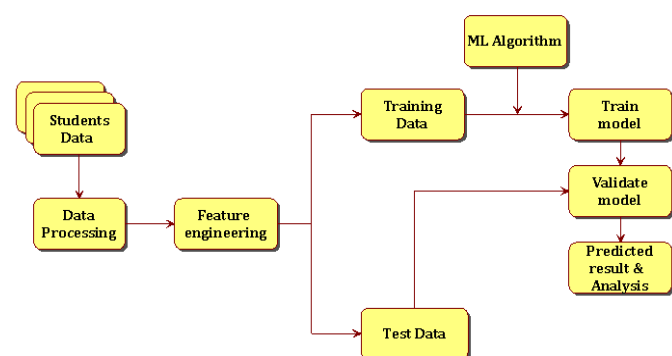 ML Algorithm
Students
Data
Training
Data
Train
model
Validate
model
Data
Processing
Feature
engineering
Predicted
result &
Analysis
Test Data